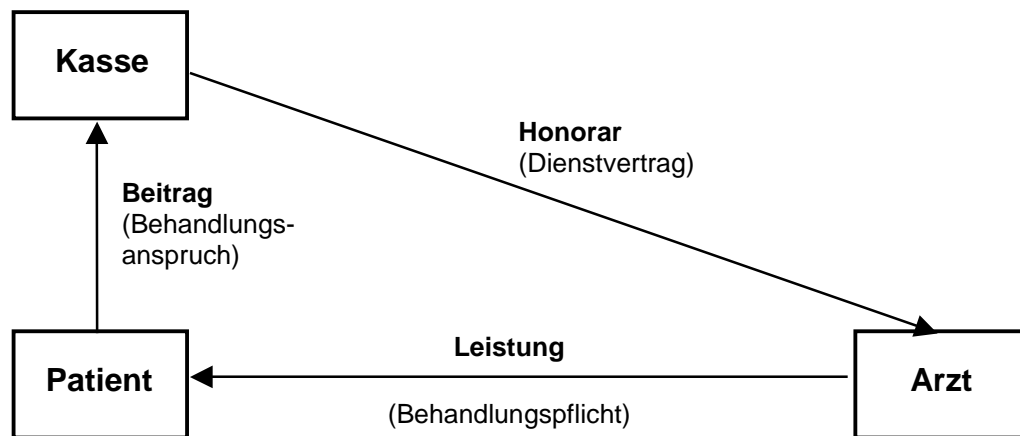 Kasse
Honorar
(Dienstvertrag)
Beitrag
(Behandlungs-
anspruch)
Leistung
Patient
Arzt
(Behandlungspflicht)